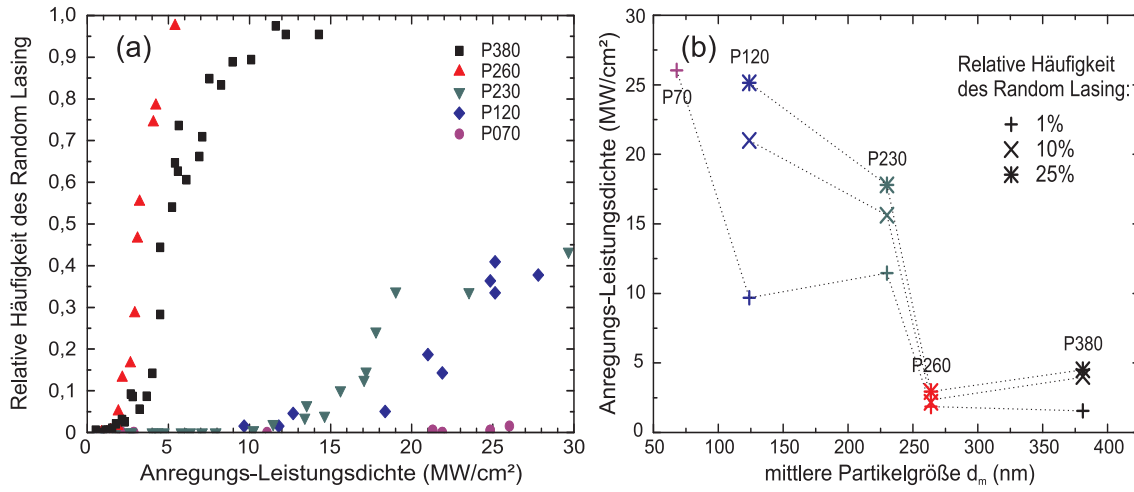 (a)
Relative Häufigkeit des Random Lasing
1,0
0,9
0,8
0,7
0,6
0,5
0,4
0,3
0,2
0,1
0
0 5 10 15 20 25 30
Anregungs-Leistungsdichte (MW/cm²)
P380
P260
P230
P120
P070
(b)
Anregungs-Leistungsdichte (MW/cm²)
30
25
20
15
10
5
0
50 100 150 200 250 300 350 400
mittlere Partikelgröße dm (nm)
P70
P120
P230
P260
P380
Relative Häufigkeit
des Random Lasing:
1%
10%
25%